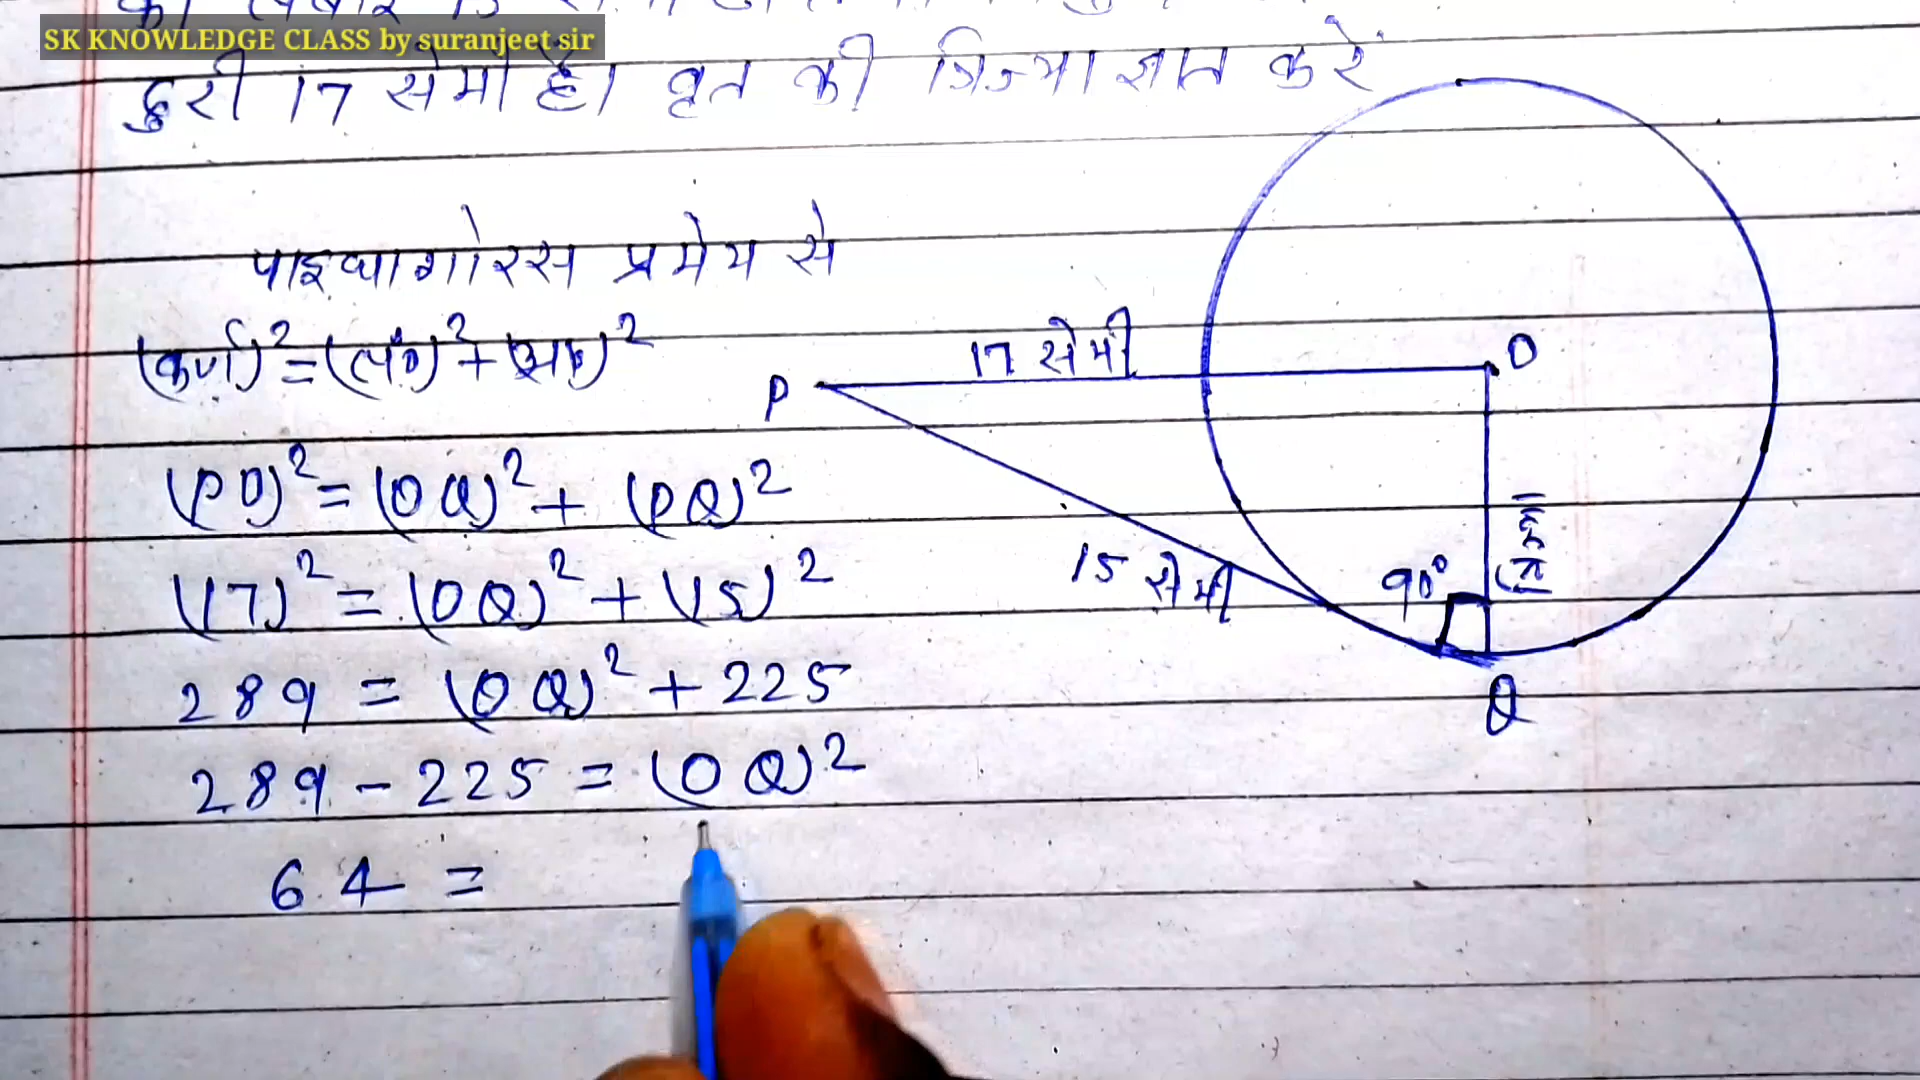 SK KNOWLEDGE CLASS by suranjeet sir
दुरी 17 सेमी है। वृत की त्रिज्या ज्ञात करें
पाइथागोरस प्रमेय से
(कर्ण)² = (लंब)² + (आधार)²
(PO)² = (OQ)² + (PQ)²
(17)² = (OQ)² + (15)²
289 = (OQ)² + 225
289 - 225 = (OQ)²
64 =
P
17 सेमी
O
15 सेमी
90°
Q